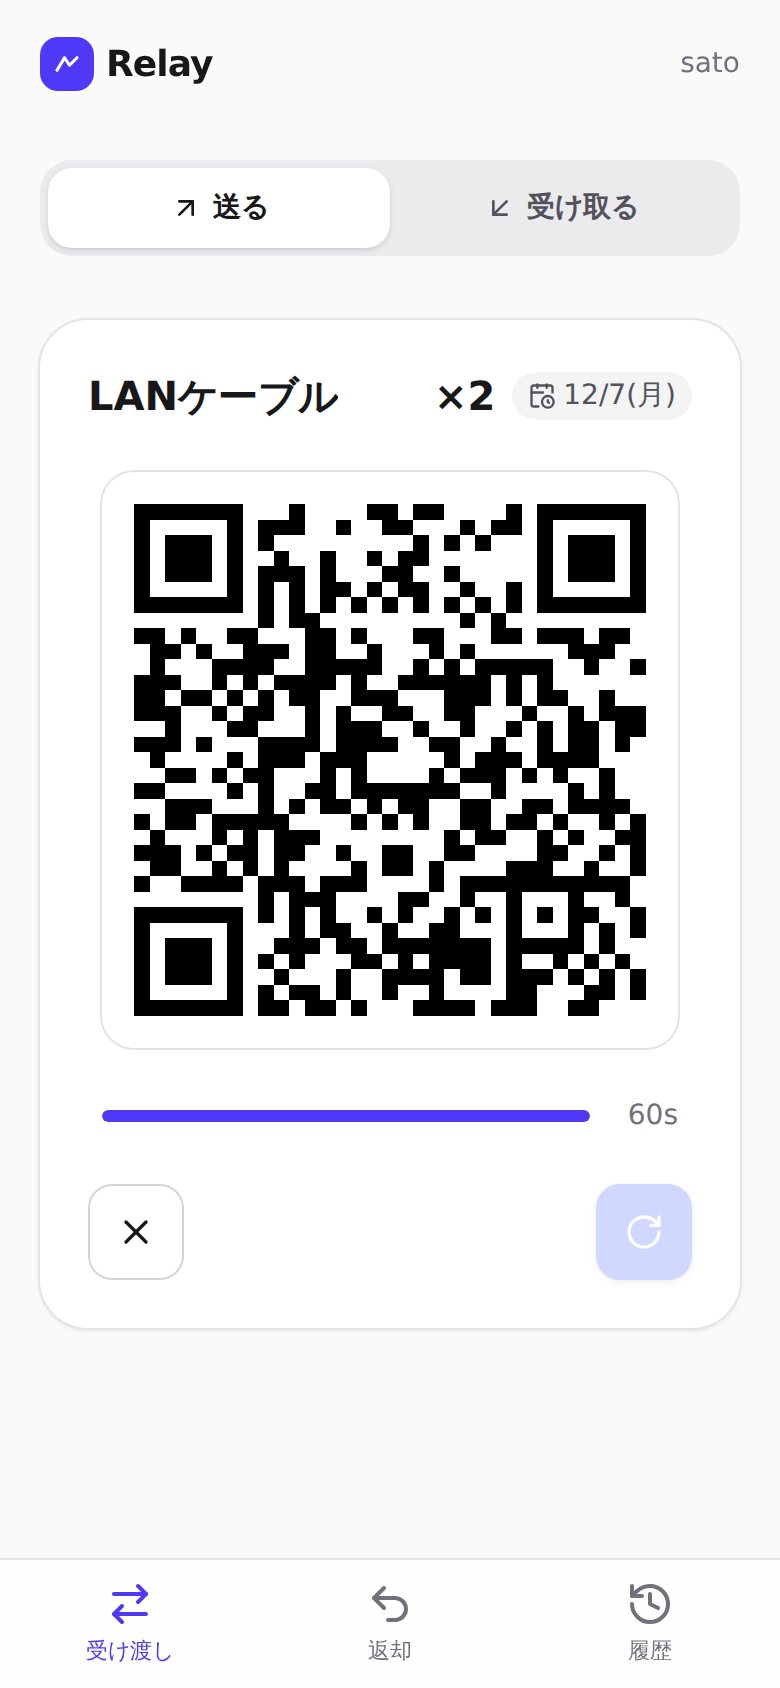 Relay
sato
送る
受け取る
LANケーブル ×2 12/7(月)
60s
受け渡し
返却
履歴